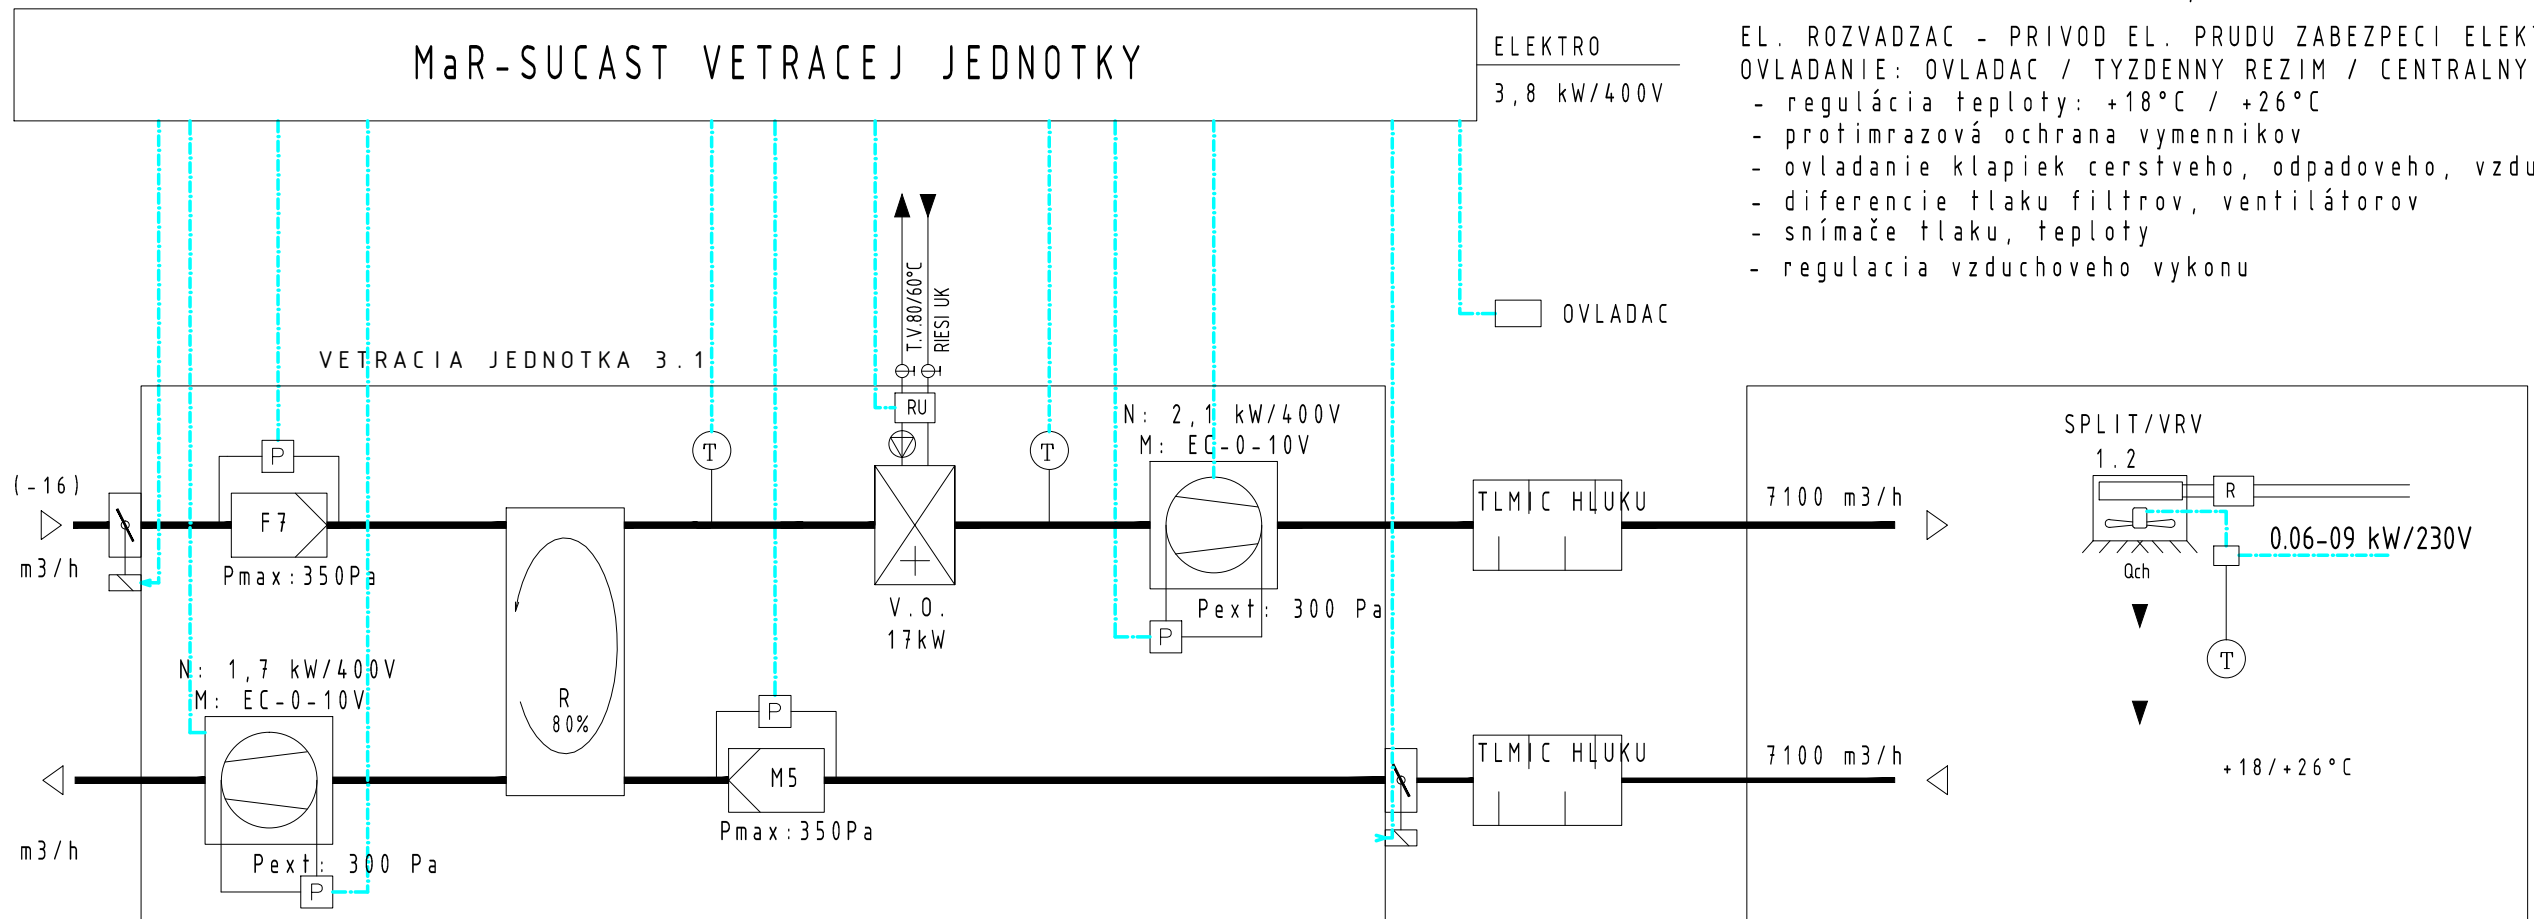 MaR-SUCAST VETRACEJ JEDNOTKY
ELEKTRO
3,8 kW/400V
EL. ROZVADZAC - PRIVOD EL. PRUDU ZABEZPECI
OVLADANIE: OVLADAC / TYZDENNY REZIM / CENTRALNY
- regulácia teploty: +18°C / +26°C
- protimrazová ochrana vymennikov
- ovladanie klapiek cerstveho, odpadoveho,
- diferencie tlaku filtrov, ventilátorov
- snímače tlaku, teploty
- regulacia vzduchoveho vykonu
OVLADAC
T.V.80/60°C
RIESI UK
VETRACIA JEDNOTKA 3.1
RU
N: 2,1 kW/400V
M: EC-0-10V
SPLIT/VRV
1.2
P
T
T
R
(-16)
F7
TLMIC HLUKU
7100 m3/h
0.06-09 kW/230V
m3/h
Pmax:350Pa
Qch
V.O.
17kW
Pext: 300 Pa
P
T
N: 1,7 kW/400V
M: EC-0-10V
R
80%
P
M5
TLMIC HLUKU
7100 m3/h
+18/+26°C
Pmax:350Pa
m3/h
Pext: 300 Pa
P